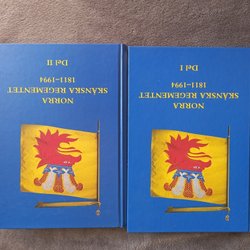 NORRA
SKÅNSKA REGEMENTET
1811–1994
Del I
NORRA
SKÅNSKA REGEMENTET
1811–1994
Del II